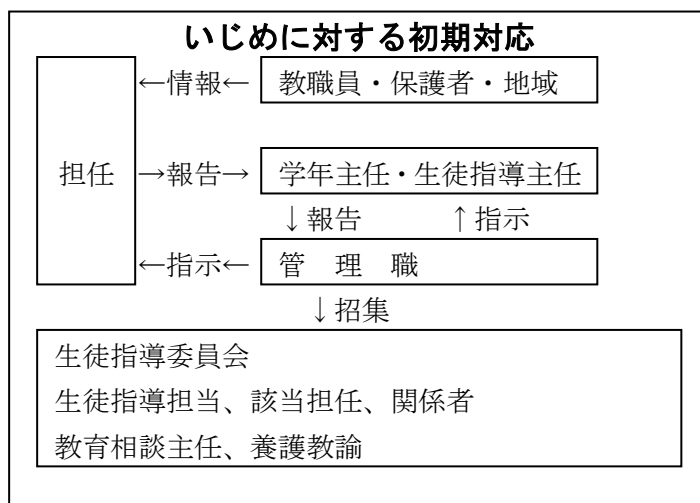 いじめに対する初期対応
←情報← 教職員・保護者・地域
担任 →報告→ 学年主任・生徒指導主任
↓報告 ↑指示
←指示← 管 理 職
↓招集
生徒指導委員会
生徒指導担当、該当担任、関係者
教育相談主任、養護教諭